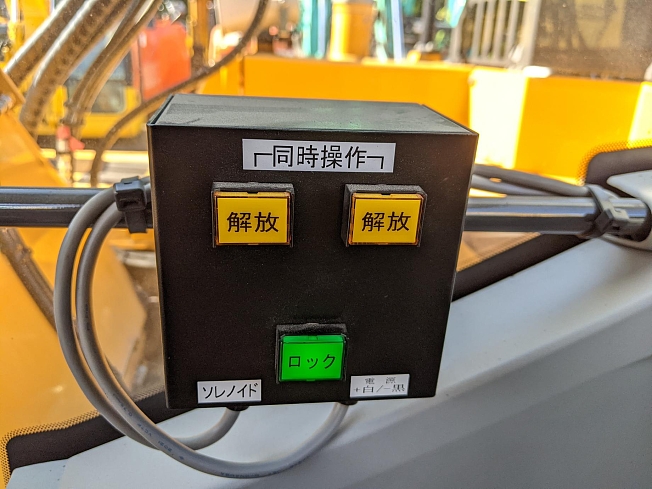 ┌同時操作┐
解放 解放
ロック
ソレノイド
電源
+白/-黒